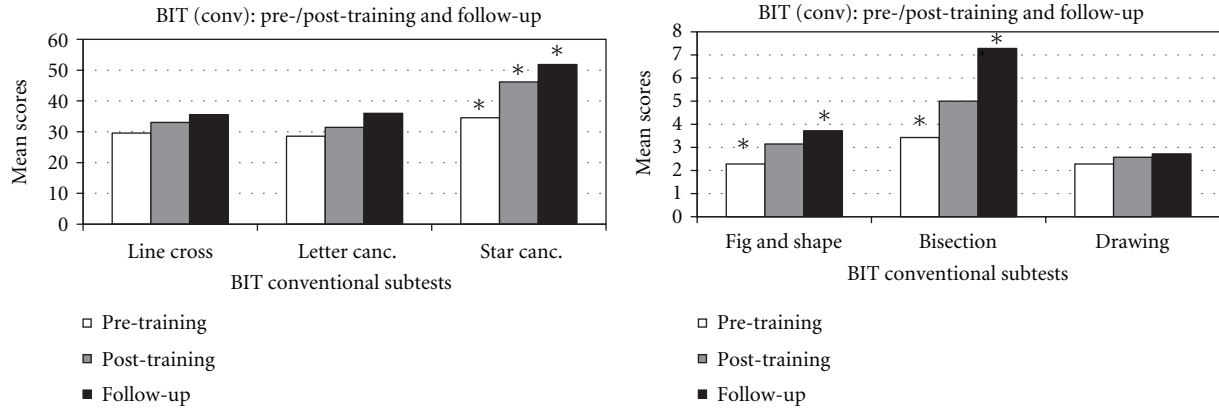 BIT (conv): pre-/post-training and follow-up
60
50
40
30
20
10
0
Mean scores
* * *
Line cross Letter canc. Star canc.
BIT conventional subtests
Pre-training
Post-training
Follow-up
BIT (conv): pre-/post-training and follow-up
8
7
6
5
4
3
2
1
0
Mean scores
* * * *
Fig and shape Bisection Drawing
BIT conventional subtests
Pre-training
Post-training
Follow-up